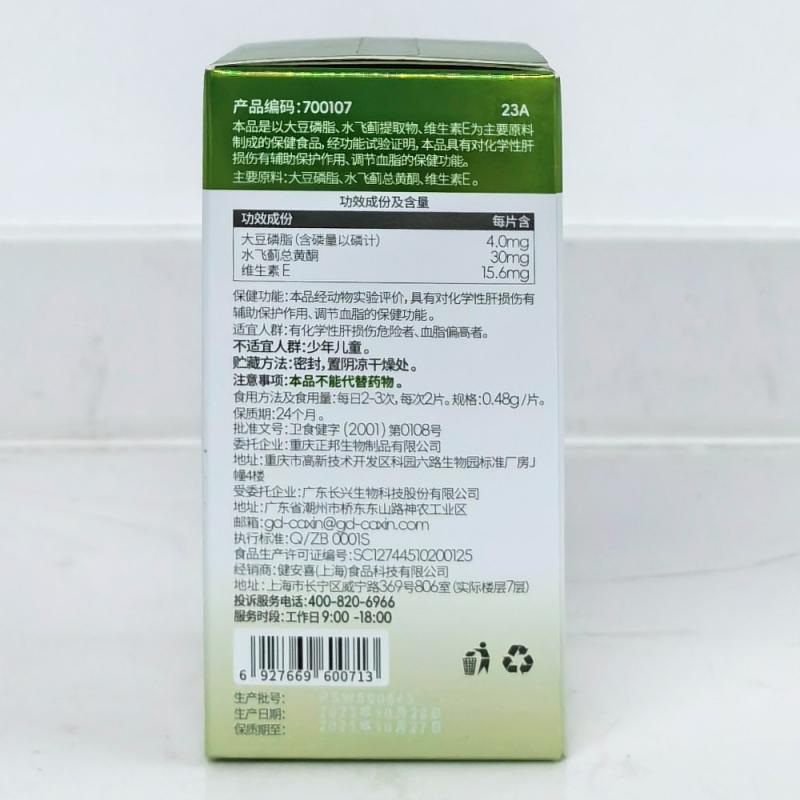 产品编码:700107 23A
本品是以大豆磷脂、水飞蓟提取物、维生素E为主要原料
制成的保健食品,经功能试验证明,本品具有对化学性肝
损伤有辅助保护作用、调节血脂的保健功能。
主要原料:大豆磷脂、水飞蓟总黄酮、维生素E。
功效成份及含量
功效成份 每片含
大豆磷脂(含磷量以磷计) 4.0mg
水飞蓟总黄酮 30mg
维生素E 15.6mg
保健功能:本品经动物实验评价,具有对化学性肝损伤有
辅助保护作用、调节血脂的保健功能。
适宜人群:有化学性肝损伤危险者、血脂偏高者。
不适宜人群:少年儿童。
贮藏方法:密封,置阴凉干燥处。
注意事项:本品不能代替药物。
食用方法及食用量:每日2-3次,每次2片。规格:0.48g/片。
保质期:24个月。
批准文号:卫食健字(2001)第0108号
委托企业:重庆正邦生物制品有限公司
地址:重庆市高新技术开发区科园六路生物园标准厂房J
幢4楼
受委托企业:广东长兴生物科技股份有限公司
地址:广东省潮州市桥东东山路神农工业区
邮箱:gd-caxin@gd-caxin.com
执行标准:Q/ZB 0001S
食品生产许可证编号:SC12744510200125
经销商:健安喜(上海)食品科技有限公司
地址:上海市长宁区威宁路369号806室(实际楼层7层)
投诉服务电话:400-820-6966
服务时段:工作日9:00 -18:00
6 927669 600713
生产批号:
生产日期: 2023年10月28日
保质期至: 2025年10月27日